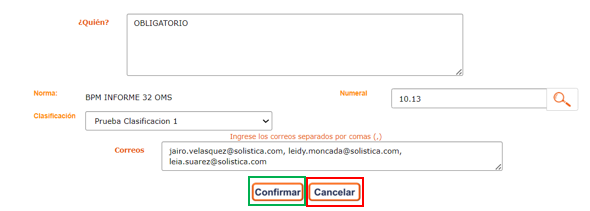 ¿Quién? OBLIGATORIO
Norma: BPM INFORME 32 OMS Numeral 10.13
Clasificación Prueba Clasificacion 1
Ingrese los correos separados por comas (,)
Correos jairo.velasquez@solistica.com, leidy.moncada@solistica.com,
leia.suarez@solistica.com
Confirmar Cancelar